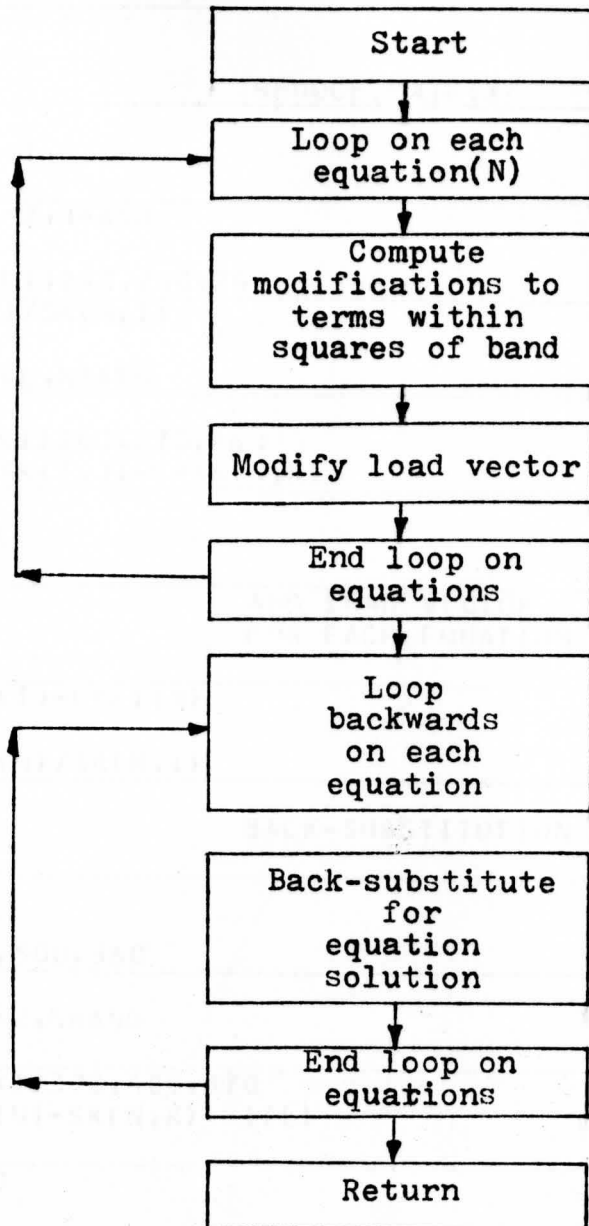 Start
Loop on each
equation(N)
Compute
modifications to
terms within
squares of band
Modify load vector
End loop on
equations
Loop
backwards
on each
equation
Back-substitute
for
equation
solution
End loop on
equations
Return